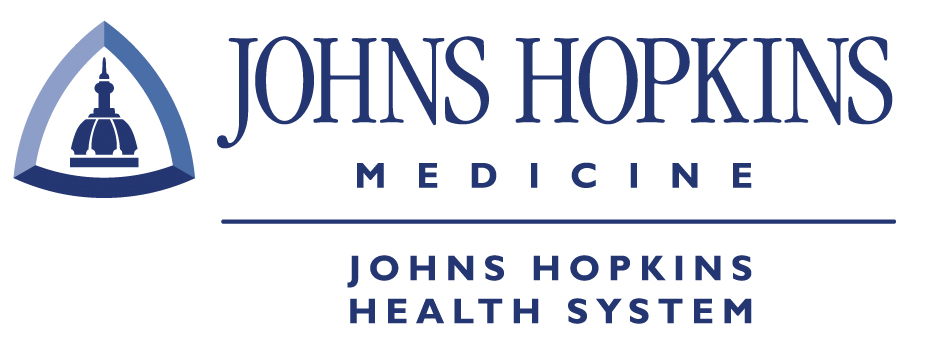 JOHNS HOPKINS
MEDICINE
JOHNS HOPKINS
HEALTH SYSTEM